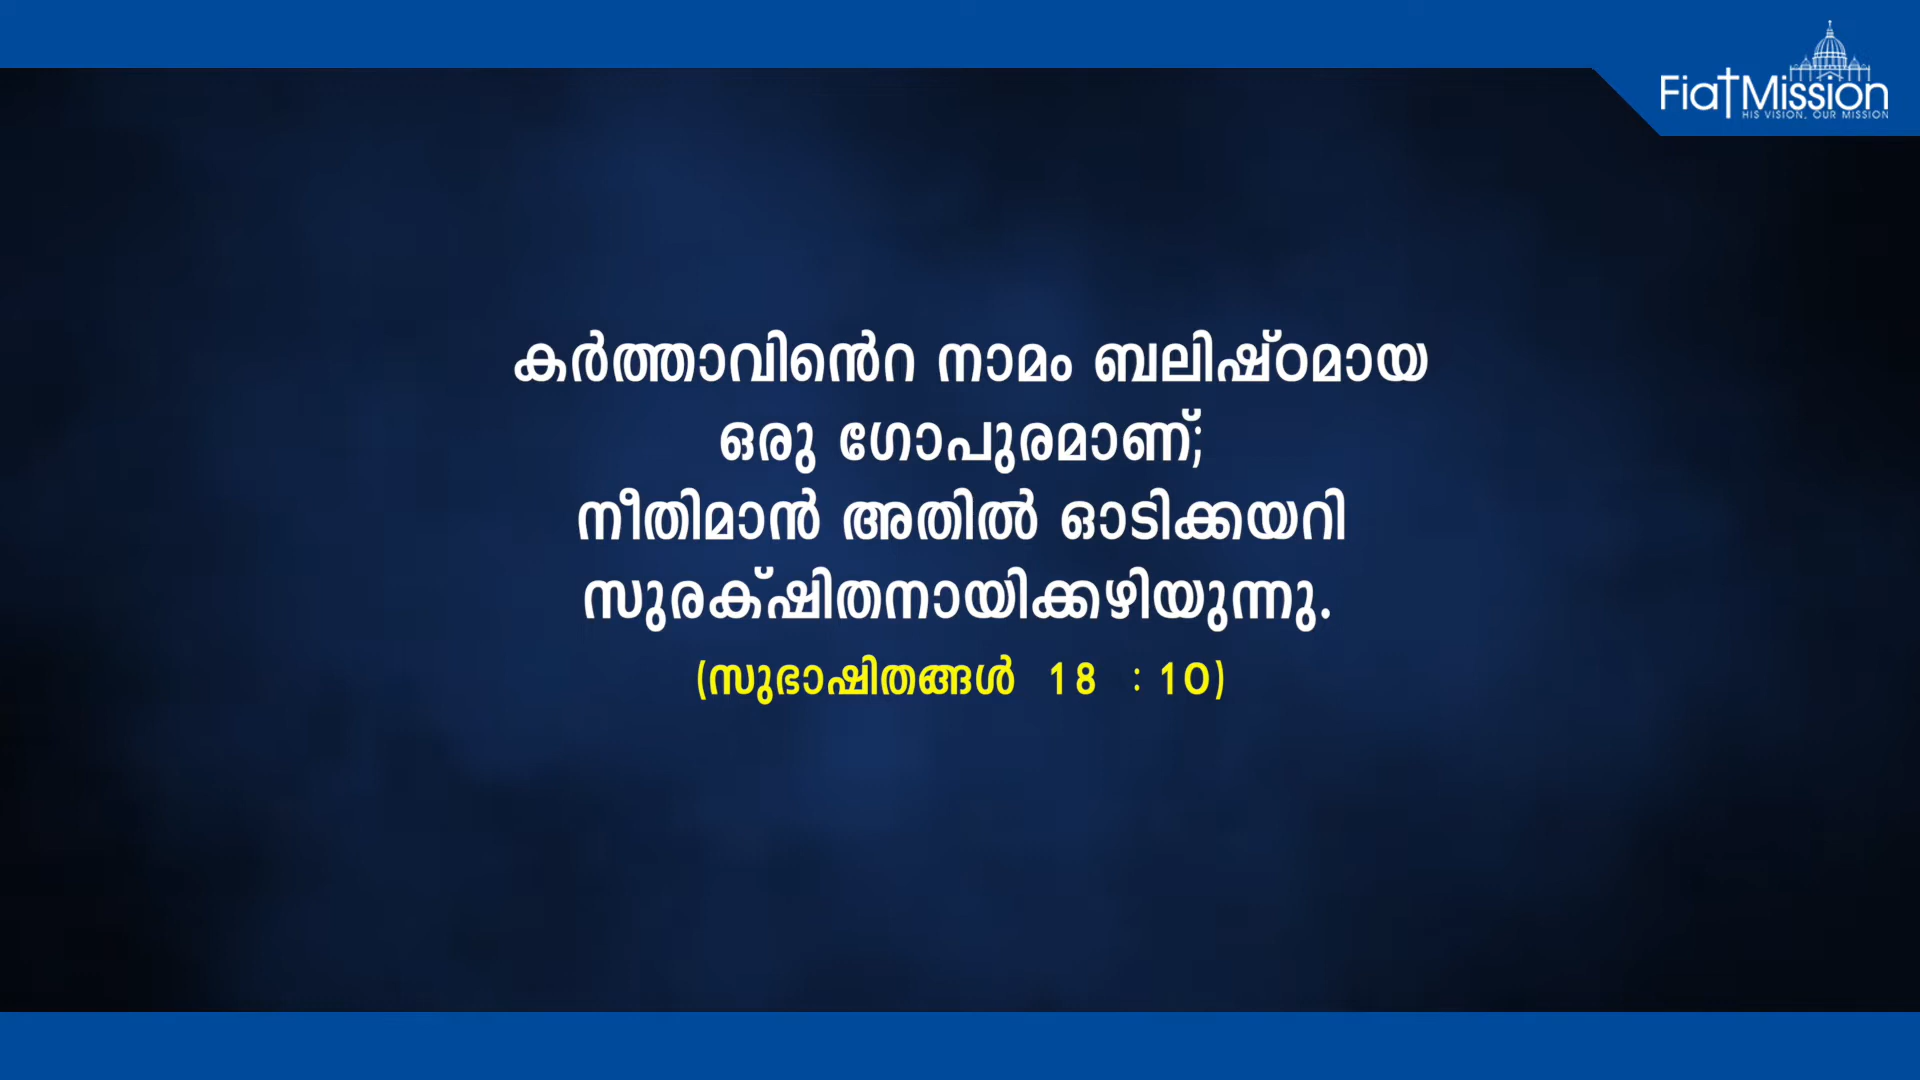 Fiat Mission
HIS VISION, OUR MISSION
കർത്താവിൻെറ നാമം ബലിഷ്ഠമായ
ഒരു ഗോപുരമാണ്;
നീതിമാൻ അതിൽ ഓടിക്കയറി
സുരക്ഷിതനായിക്കഴിയുന്നു.
(സുഭാഷിതങ്ങൾ 18 : 10)